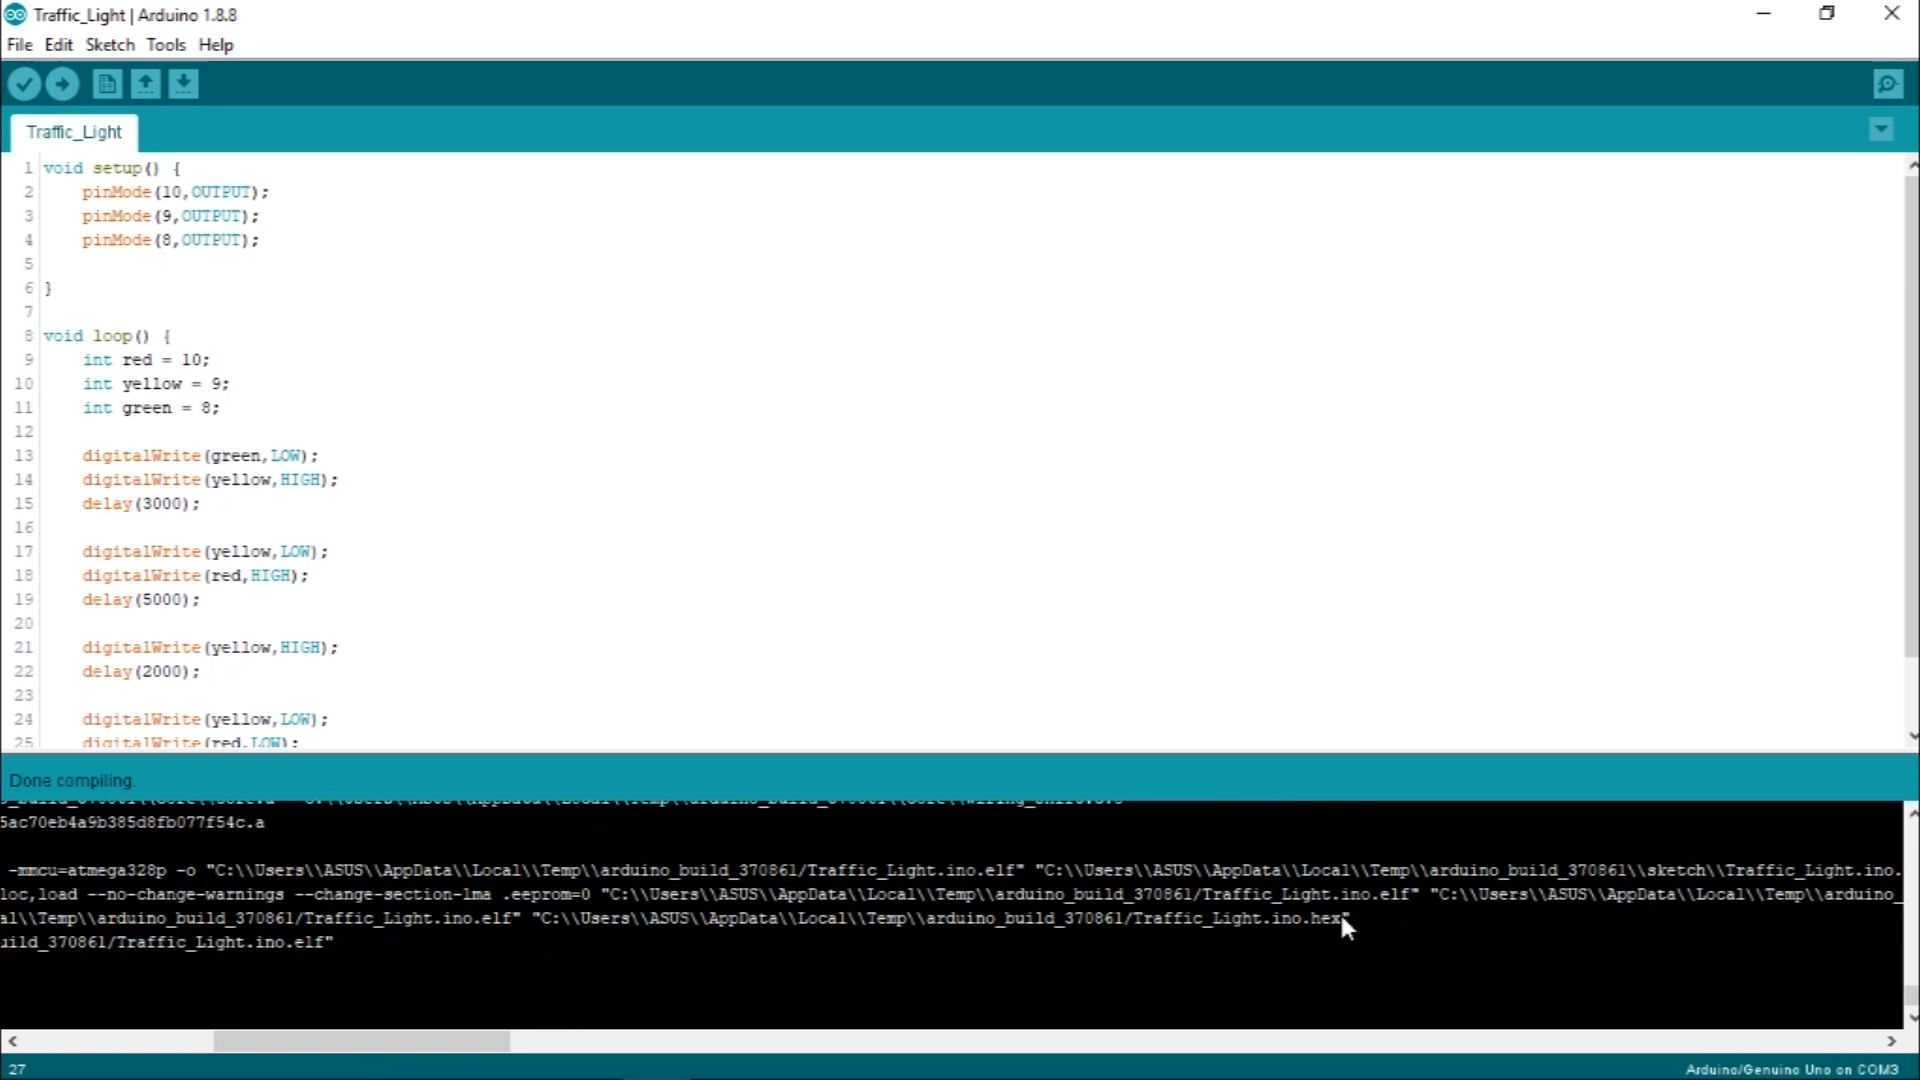 Traffic_Light | Arduino 1.8.8
File Edit Sketch Tools Help
Traffic_Light
1 void setup() {
2 pinMode(10,OUTPUT);
3 pinMode(9,OUTPUT);
4 pinMode(8,OUTPUT);
5
6 }
7
8 void loop() {
9 int red = 10;
10 int yellow = 9;
11 int green = 8;
12
13 digitalWrite(green,LOW);
14 digitalWrite(yellow,HIGH);
15 delay(3000);
16
17 digitalWrite(yellow,LOW);
18 digitalWrite(red,HIGH);
19 delay(5000);
20
21 digitalWrite(yellow,HIGH);
22 delay(2000);
23
24 digitalWrite(yellow,LOW);
25 digitalWrite(red,LOW);
Done compiling.
5ac70eb4a9b385d8fb077f54c.a
-mmcu=atmega328p -o "C:\\Users\\ASUS\\AppData\\Local\\Temp\\arduino_build_370861/Traffic_Light.ino.elf" "C:\\Users\\ASUS\\AppData\\Local\\Temp\\arduino_build_370861\\sketch\\Traffic_Light.ino.
loc,load --no-change-warnings --change-section-lma .eeprom=0 "C:\\Users\\ASUS\\AppData\\Local\\Temp\\arduino_build_370861/Traffic_Light.ino.elf" "C:\\Users\\ASUS\\AppData\\Local\\Temp\\arduino_
al\\Temp\\arduino_build_370861/Traffic_Light.ino.elf" "C:\\Users\\ASUS\\AppData\\Local\\Temp\\arduino_build_370861/Traffic_Light.ino.hex"
uild_370861/Traffic_Light.ino.elf"
27
Arduino/Genuino Uno on COM3